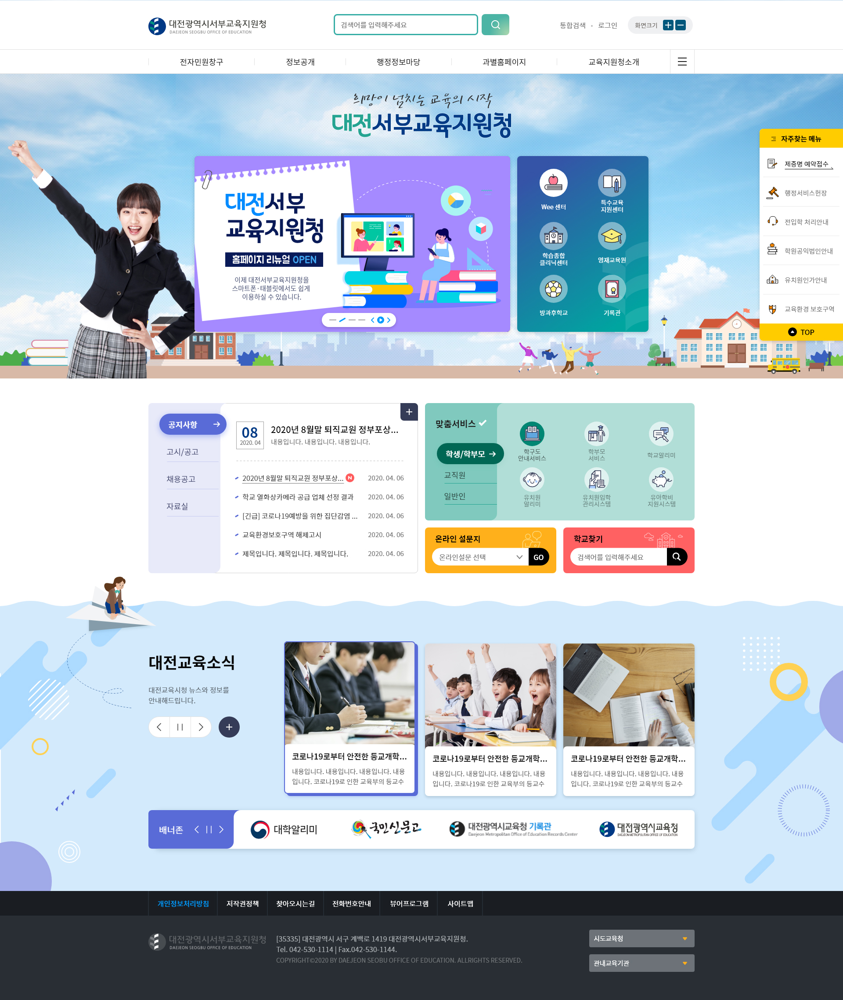 대전광역시서부교육지원청
DAEJEON SEOGBU OFFICE OF EDUCATION
검색어를 입력해주세요
통합검색
로그인
화면크기
전자민원창구
정보공개
행정정보마당
과별홈페이지
교육지원청소개
희망이 넘치는 교육의 시작
대전서부교육지원청
자주찾는 메뉴
제증명 예약접수
행정서비스헌장
전입학 처리안내
학원공익법인안내
유치원인가안내
교육환경 보호구역
TOP
대전서부
교육지원청
홈페이지 리뉴얼 OPEN
이제 대전서부교육지원청을
스마트폰·태블릿에서도 쉽게
이용하실 수 있습니다.
Wee 센터
특수교육
지원센터
학습종합
클리닉센터
영재교육원
방과후학교
기록관
공지사항
고시/공고
채용공고
자료실
08
2020. 04
2020년 8월말 퇴직교원 정부포상...
내용입니다. 내용입니다. 내용입니다.
2020년 8월말 퇴직교원 정부포상... N 2020. 04. 06
학교 열화상카메라 공급 업체 선정 결과 2020. 04. 06
[긴급] 코로나19예방을 위한 집단감염 ... 2020. 04. 06
교육환경보호구역 해제고시 2020. 04. 06
제목입니다. 제목입니다. 제목입니다. 2020. 04. 06
맞춤서비스
학생/학부모
교직원
일반인
학구도
안내서비스
학부모
서비스
학교알리미
유치원
알리미
유치원입학
관리시스템
유아학비
지원시스템
온라인 설문지
온라인설문 선택
GO
학교찾기
검색어를 입력해주세요
대전교육소식
대전교육시청 뉴스와 정보를
안내해드립니다.
코로나19로부터 안전한 등교개학...
내용입니다. 내용입니다. 내용입니다. 내용
입니다. 코로나19로 인한 교육부의 등교수
코로나19로부터 안전한 등교개학...
내용입니다. 내용입니다. 내용입니다. 내용
입니다. 코로나19로 인한 교육부의 등교수
코로나19로부터 안전한 등교개학...
내용입니다. 내용입니다. 내용입니다. 내용
입니다. 코로나19로 인한 교육부의 등교수
배너존
대학알리미
국민신문고
대전광역시교육청 기록관
Daejeon Metropolitan Office of Education Records Center
대전광역시교육청
DAEJEON METROPOLITAN OFFICE OF EDUCATION
개인정보처리방침
저작권정책
찾아오시는길
전화번호안내
뷰어프로그램
사이트맵
대전광역시서부교육지원청
DAEJEON SEOGBU OFFICE OF EDUCATION
[35335] 대전광역시 서구 계백로 1419 대전광역시서부교육지원청.
Tel. 042-530-1114 | Fax.042-530-1144.
COPYRIGHT©2020 BY DAEJEON SEOBU OFFICE OF EDUCATION. ALLRIGHTS RESERVED.
시도교육청
관내교육기관